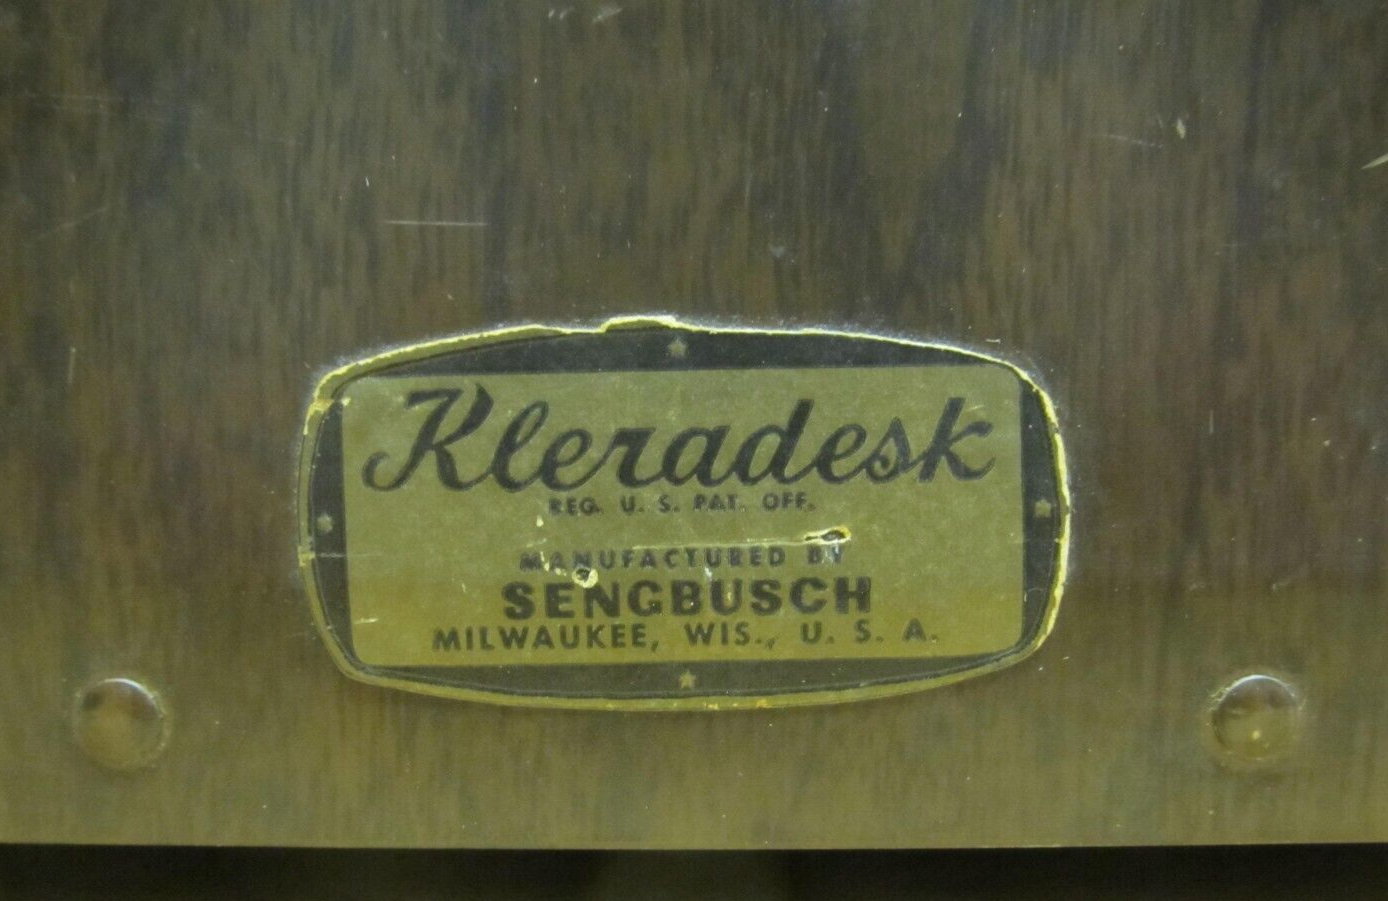 Kleradesk
REG. U. S. PAT. OFF.
MANUFACTURED BY
SENGBUSCH
MILWAUKEE, WIS., U. S. A.